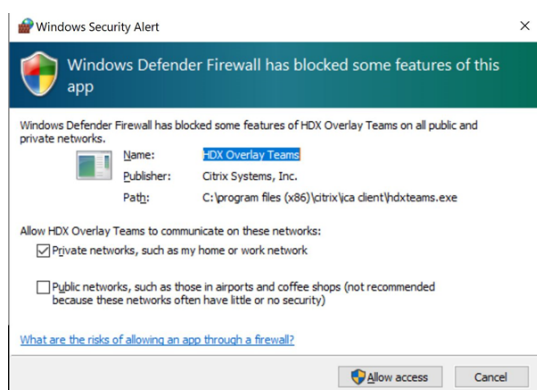 Windows Security Alert
Windows Defender Firewall has blocked some features of this
app
Windows Defender Firewall has blocked some features of HDX Overlay Teams on all public and
private networks.
Name: HDX Overlay Teams
Publisher: Citrix Systems, Inc.
Path: C:\program files (x86)\citrix\ica client\hdxteams.exe
Allow HDX Overlay Teams to communicate on these networks:
Private networks, such as my home or work network
Public networks, such as those in airports and coffee shops (not recommended
because these networks often have little or no security)
What are the risks of allowing an app through a firewall?
Allow access Cancel